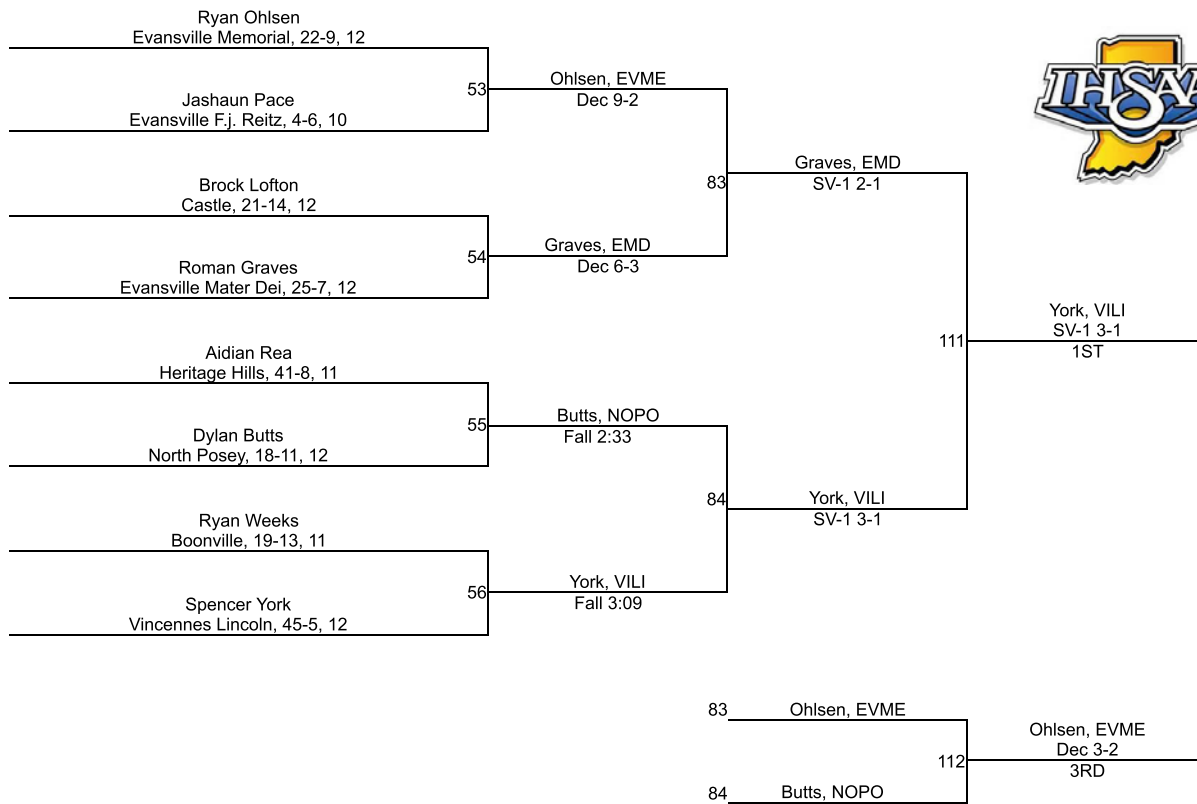 Ryan Ohlsen
Evansville Memorial, 22-9, 12
53
Jashaun Pace
Evansville F.j. Reitz, 4-6, 10
Ohlsen, EVME
Dec 9-2
IHSAA
Brock Lofton
Castle, 21-14, 12
54
Roman Graves
Evansville Mater Dei, 25-7, 12
Graves, EMD
Dec 6-3
83
Graves, EMD
SV-1 2-1
Aidian Rea
Heritage Hills, 41-8, 11
55
Dylan Butts
North Posey, 18-11, 12
Butts, NOPO
Fall 2:33
Ryan Weeks
Boonville, 19-13, 11
56
Spencer York
Vincennes Lincoln, 45-5, 12
York, VILI
Fall 3:09
84
York, VILI
SV-1 3-1
111
York, VILI
SV-1 3-1
1ST
83
Ohlsen, EVME
84
Butts, NOPO
112
Ohlsen, EVME
Dec 3-2
3RD